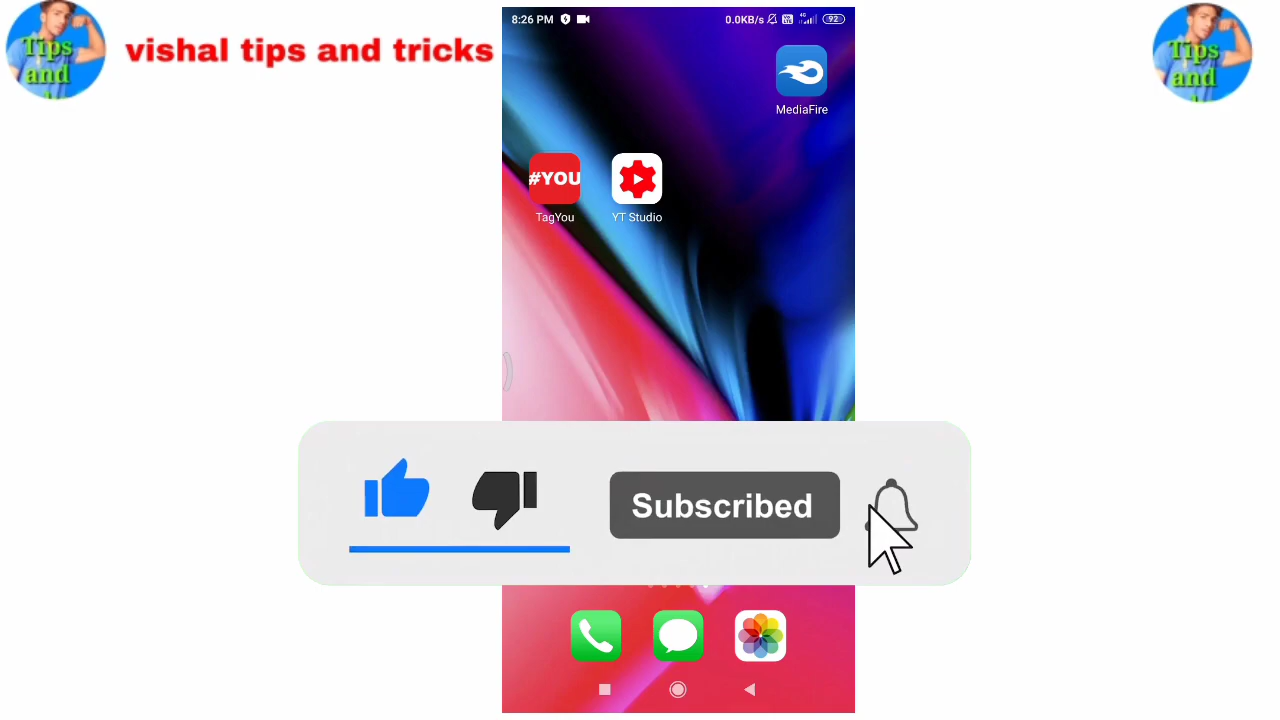 Tips
and
vishal tips and tricks
Tips
and
8:26 PM
0.0KB/s
4G
92
MediaFire
#YOU
TagYou
YT Studio
Subscribed